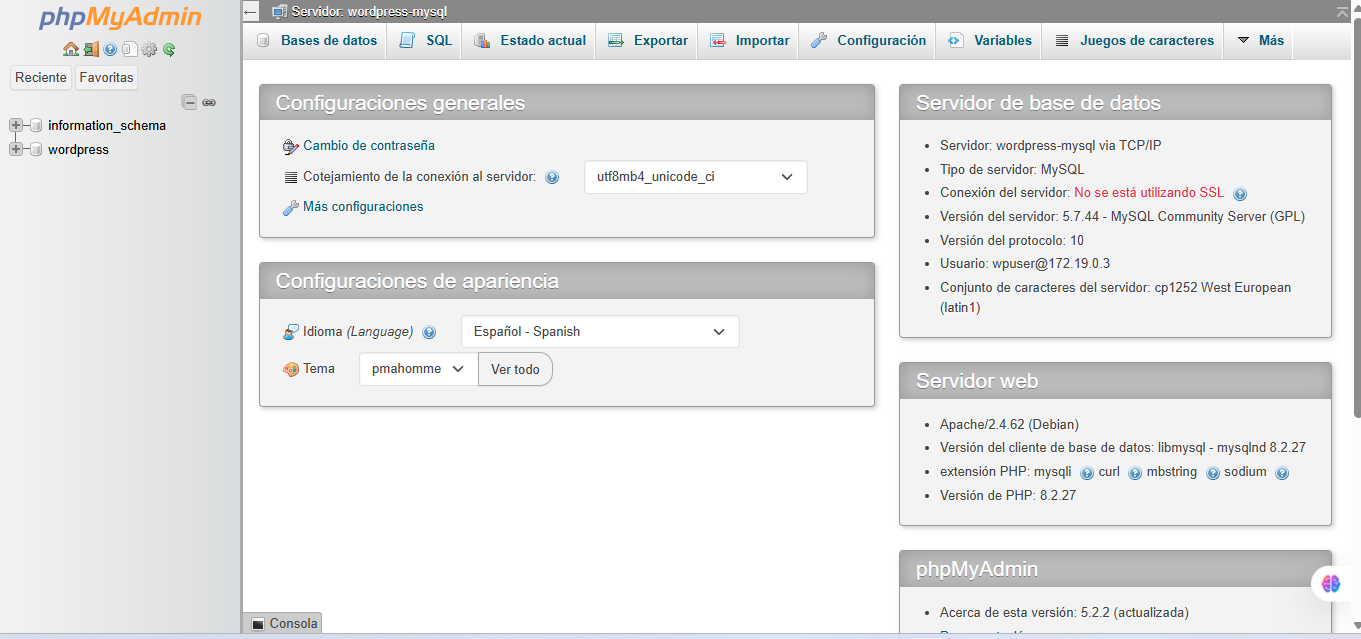 phpMyAdmin
Reciente Favoritas
information_schema
wordpress
Servidor: wordpress-mysql
Bases de datos SQL Estado actual Exportar Importar Configuración Variables Juegos de caracteres Más
Configuraciones generales
Cambio de contraseña
Cotejamiento de la conexión al servidor: utf8mb4_unicode_ci
Más configuraciones
Configuraciones de apariencia
Idioma (Language) Español - Spanish
Tema pmahomme Ver todo
Servidor de base de datos
Servidor: wordpress-mysql via TCP/IP
Tipo de servidor: MySQL
Conexión del servidor: No se está utilizando SSL
Versión del servidor: 5.7.44 - MySQL Community Server (GPL)
Versión del protocolo: 10
Usuario: wpuser@172.19.0.3
Conjunto de caracteres del servidor: cp1252 West European
(latin1)
Servidor web
Apache/2.4.62 (Debian)
Versión del cliente de base de datos: libmysql - mysqlnd 8.2.27
extensión PHP: mysqli curl mbstring sodium
Versión de PHP: 8.2.27
phpMyAdmin
Acerca de esta versión: 5.2.2 (actualizada)
Consola